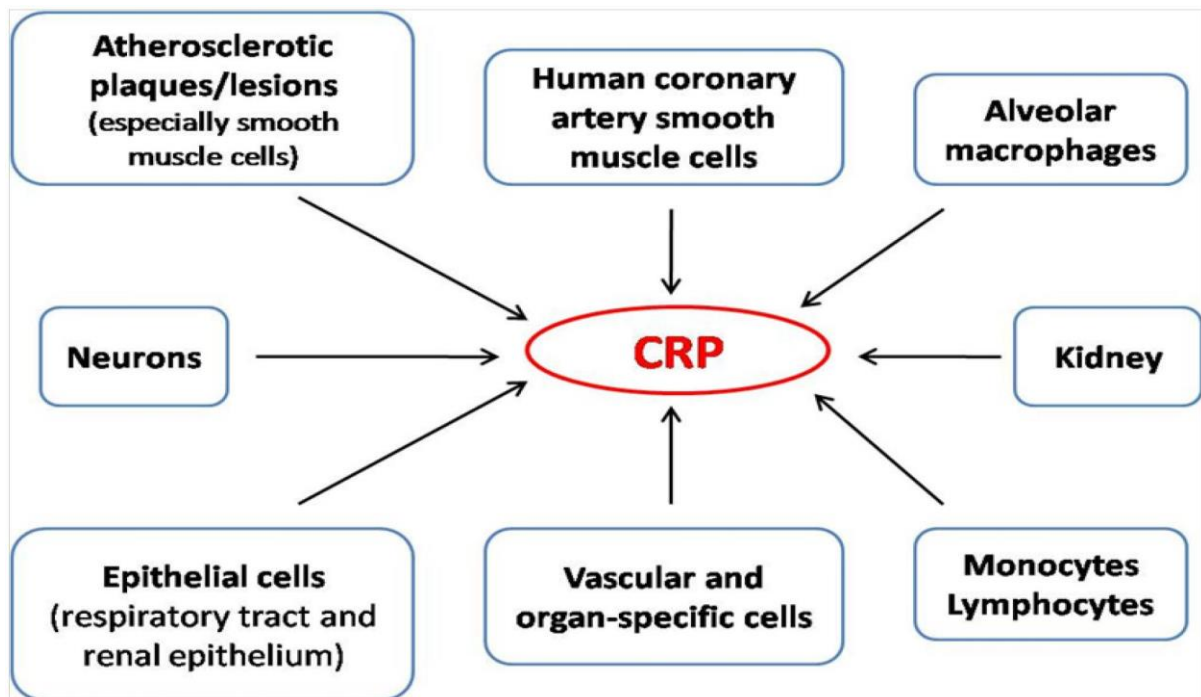 Atherosclerotic
plaques/lesions
(especially smooth
muscle cells)
Human coronary
artery smooth
muscle cells
Alveolar
macrophages
Neurons
CRP
Kidney
Epithelial cells
(respiratory tract and
renal epithelium)
Vascular and
organ-specific cells
Monocytes
Lymphocytes